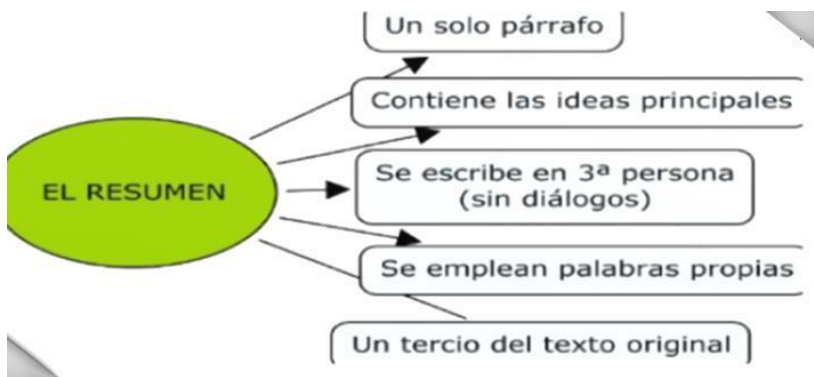 Un solo párrafo
Contiene las ideas principales
EL RESUMEN
Se escribe en 3ª persona
(sin diálogos)
Se emplean palabras propias
Un tercio del texto original